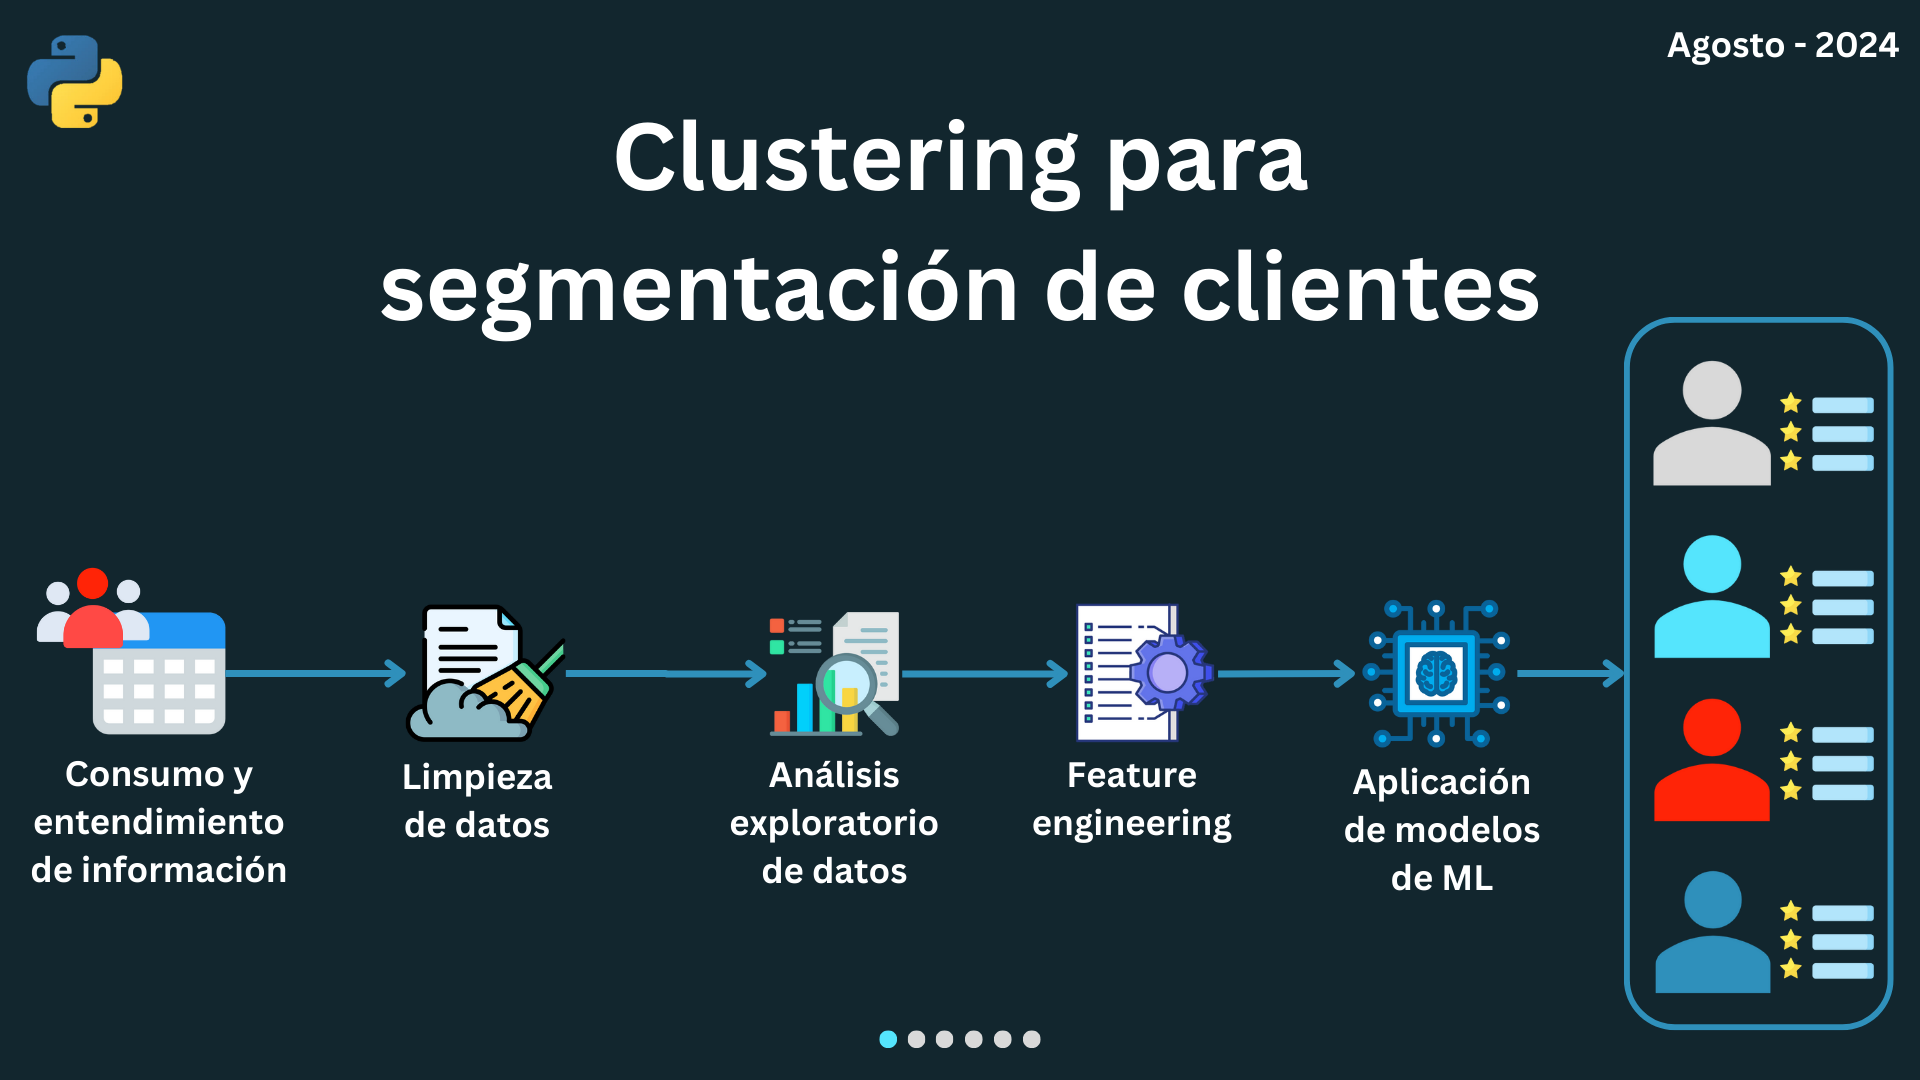 Agosto - 2024
Clustering para
segmentación de clientes
Consumo y
entendimiento
de información
Limpieza
de datos
Análisis
exploratorio
de datos
Feature
engineering
Aplicación
de modelos
de ML